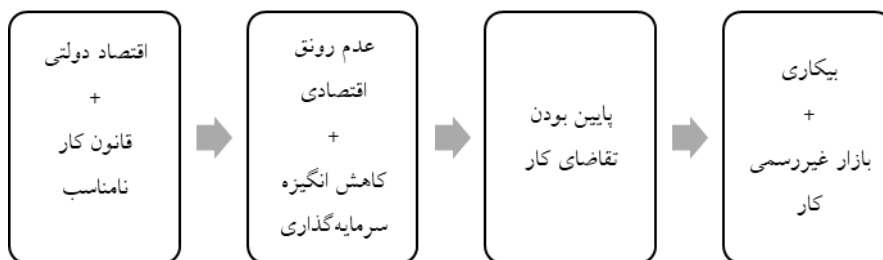 اقتصاد دولتی
+
قانون کار
نامناسب
عدم رونق
اقتصادی
+
کاهش انگیزه
سرمایه‌گذاری
پایین بودن
تقاضای کار
بیکاری
+
بازار غیررسمی
کار